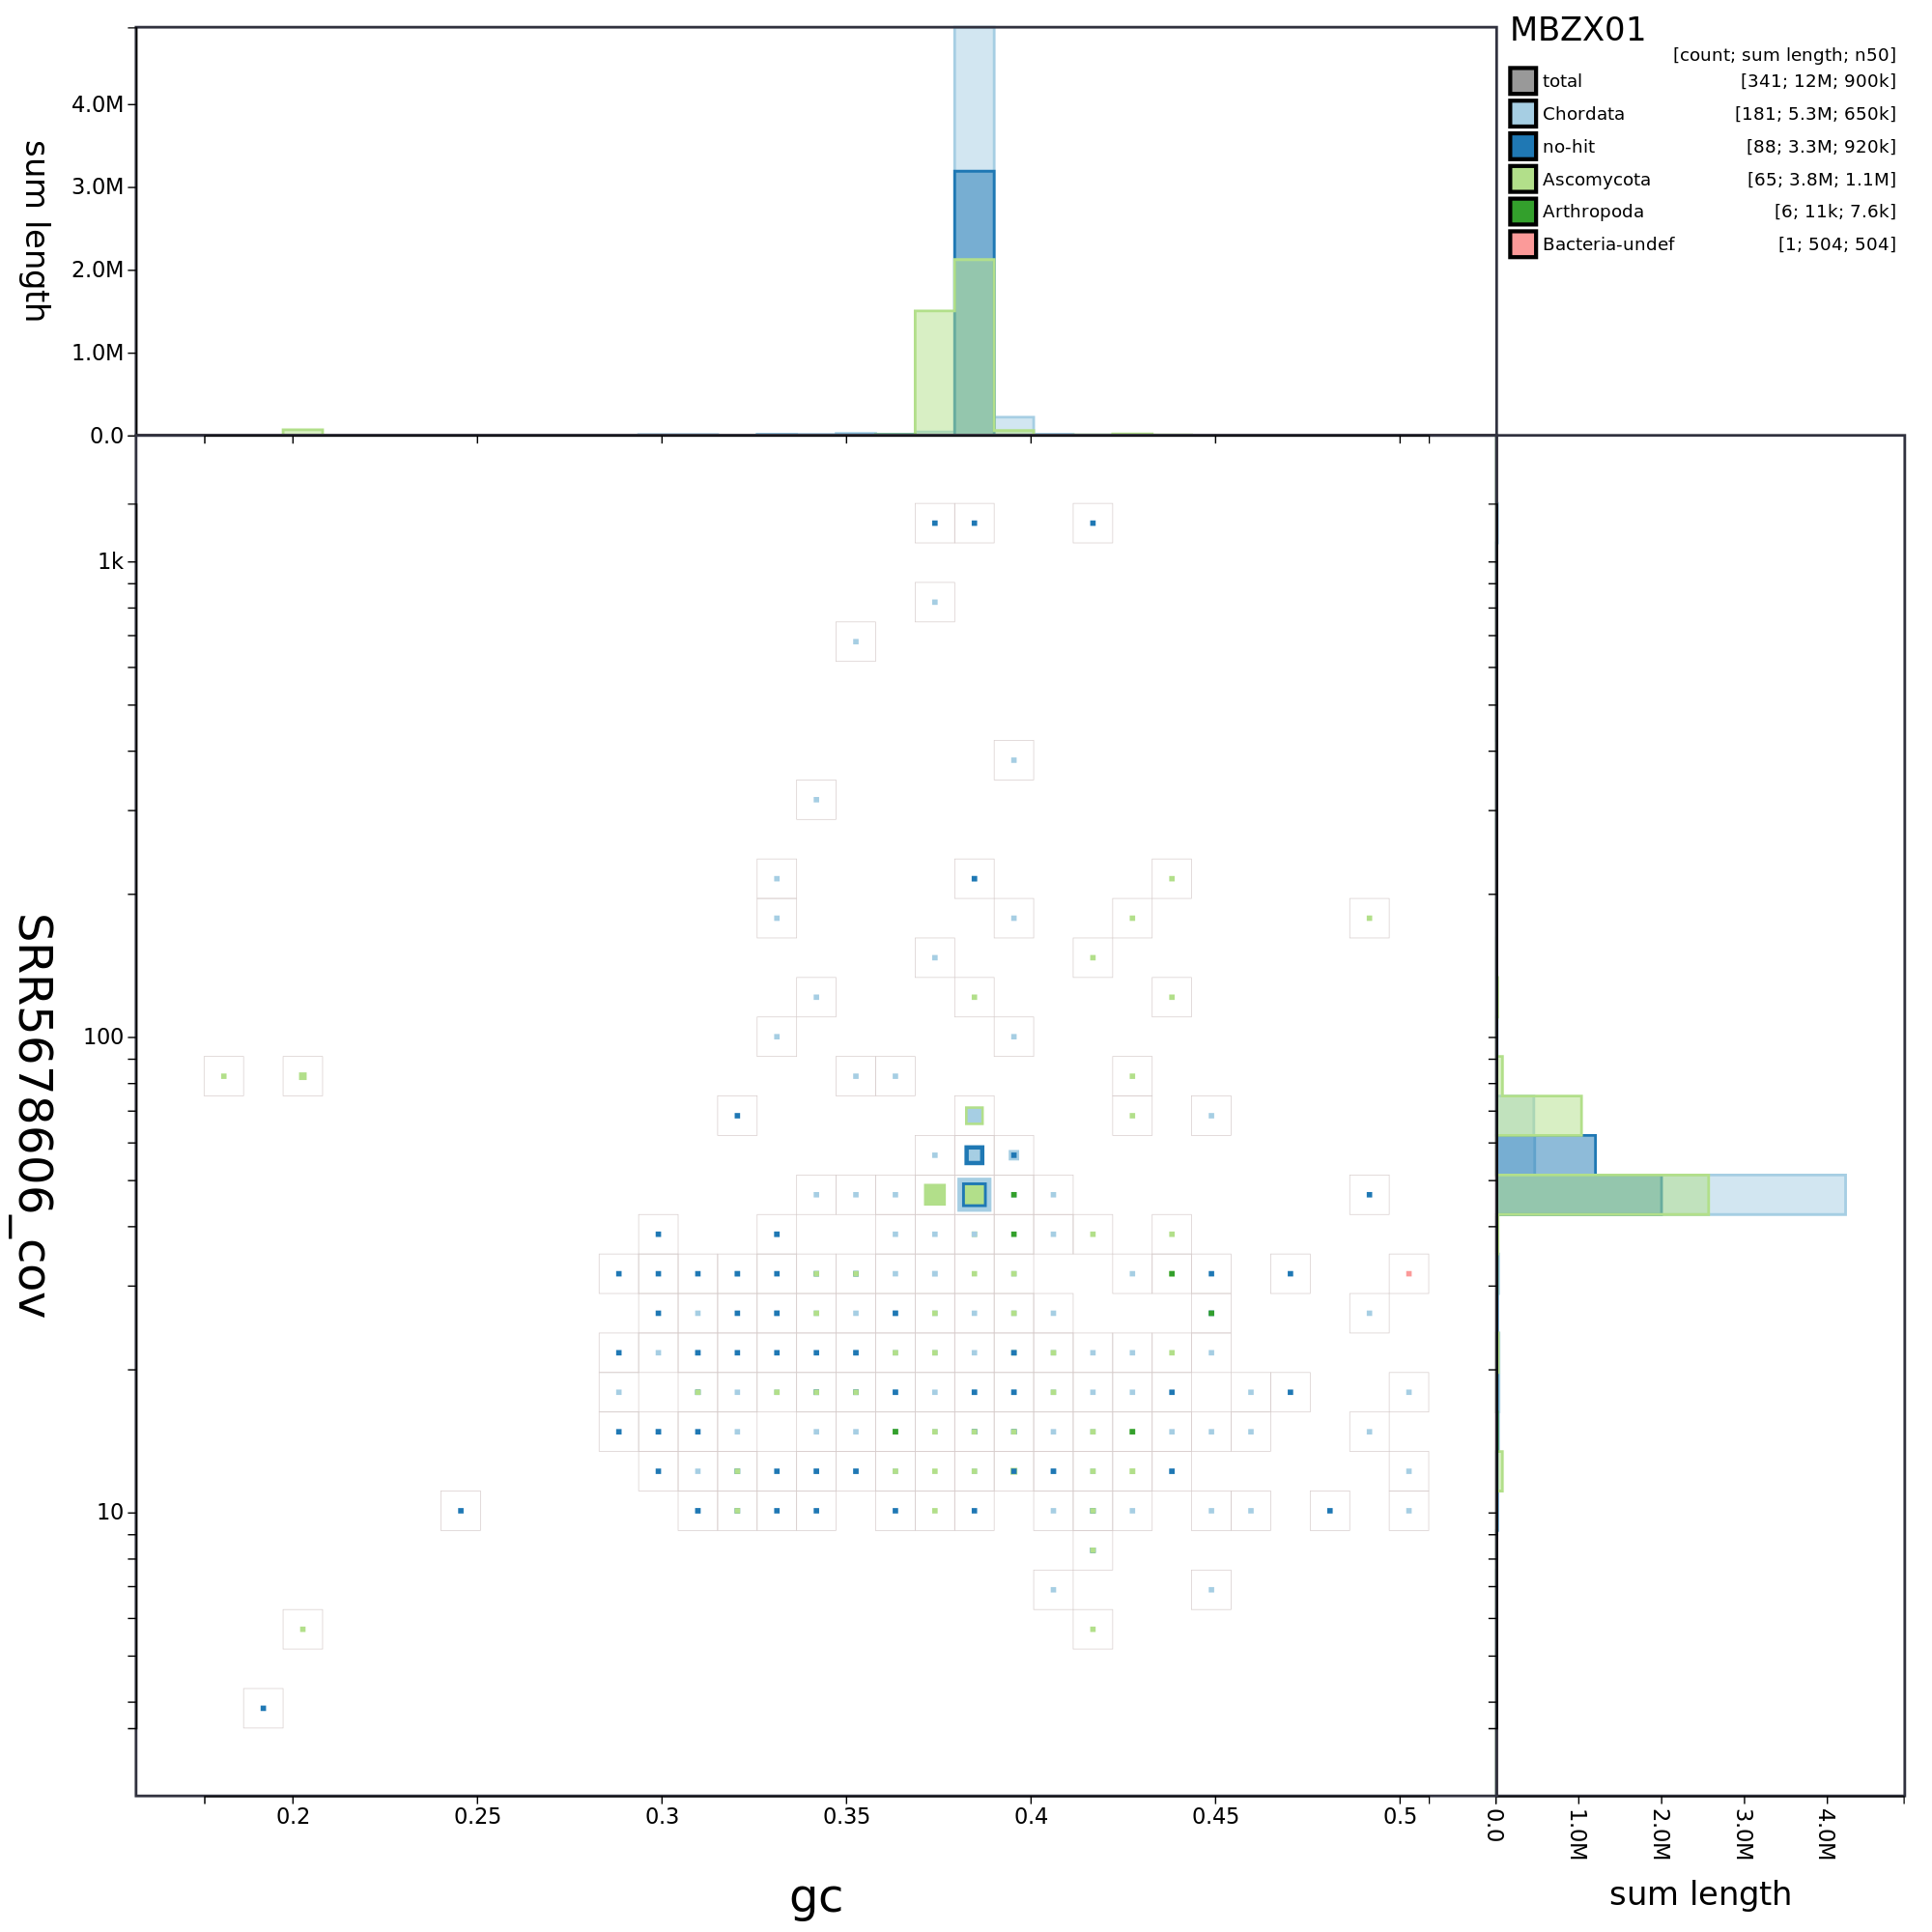 MBZX01
[count; sum length; n50]
total [341; 12M; 900k]
Chordata [181; 5.3M; 650k]
no-hit [88; 3.3M; 920k]
Ascomycota [65; 3.8M; 1.1M]
Arthropoda [6; 11k; 7.6k]
Bacteria-undef [1; 504; 504]
sum length
4.0M
3.0M
2.0M
1.0M
0.0
SRR5678606_cov
1k
100
10
0.2 0.25 0.3 0.35 0.4 0.45 0.5
gc
0.0 1.0M 2.0M 3.0M 4.0M
sum length